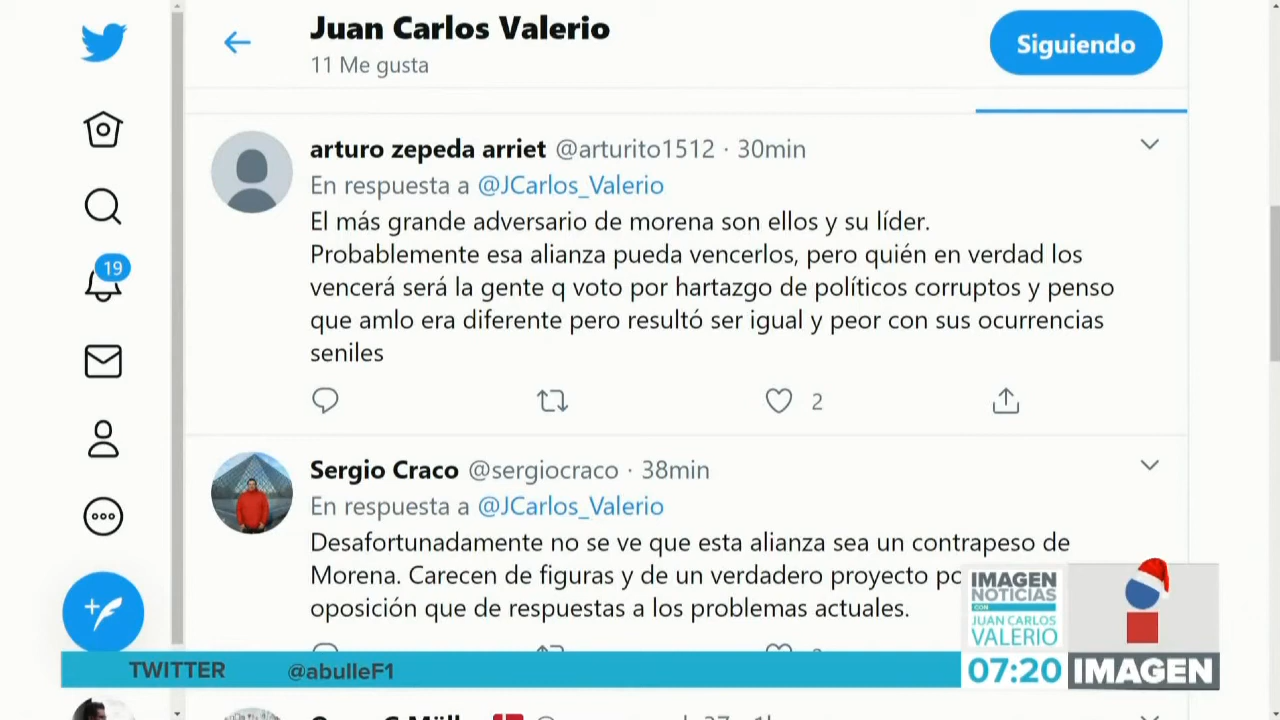 Juan Carlos Valerio
11 Me gusta
Siguiendo
arturo zepeda arriet @arturito1512 · 30min
En respuesta a @JCarlos_Valerio
El más grande adversario de morena son ellos y su líder.
Probablemente esa alianza pueda vencerlos, pero quién en verdad los
vencerá será la gente q voto por hartazgo de políticos corruptos y penso
que amlo era diferente pero resultó ser igual y peor con sus ocurrencias
seniles
2
19
Sergio Craco @sergiocraco · 38min
En respuesta a @JCarlos_Valerio
Desafortunadamente no se ve que esta alianza sea un contrapeso de
Morena. Carecen de figuras y de un verdadero proyecto
oposición que de respuestas a los problemas actuales.
IMAGEN
NOTICIAS
CON
JUAN CARLOS
VALERIO
TWITTER @abulleF1
07:20 IMAGEN